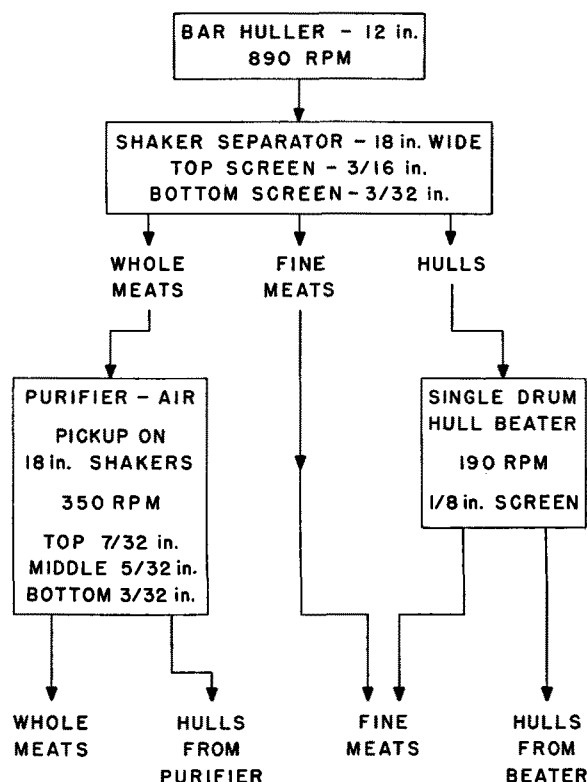 BAR HULLER - 12 in.
890 RPM
SHAKER SEPARATOR - 18 in. WIDE
TOP SCREEN - 3/16 in.
BOTTOM SCREEN - 3/32 in.
WHOLE
MEATS
FINE
MEATS
HULLS
PURIFIER - AIR
PICKUP ON
18 in. SHAKERS
350 RPM
TOP 7/32 in.
MIDDLE 5/32 in.
BOTTOM 3/32 in.
SINGLE DRUM
HULL BEATER
190 RPM
1/8 in. SCREEN
WHOLE
MEATS
HULLS
FROM
PURIFIER
FINE
MEATS
HULLS
FROM
BEATER